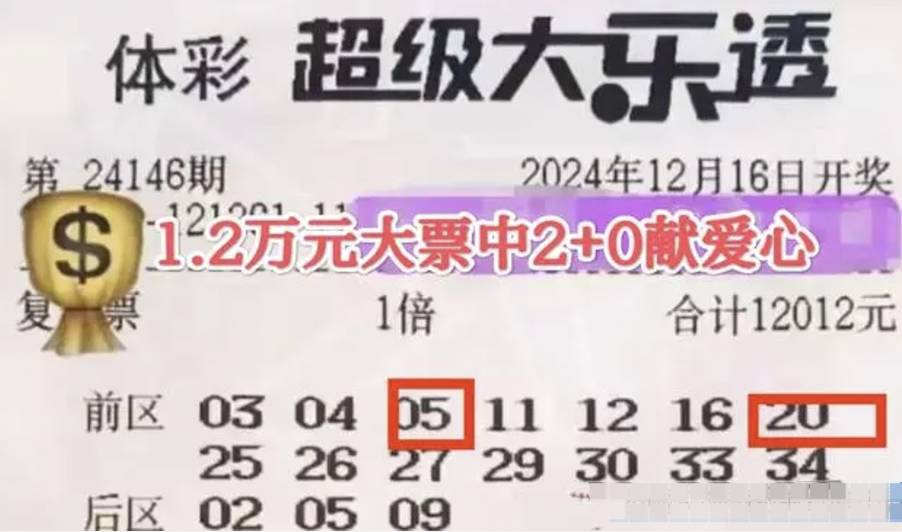 体彩 超级大乐透
第 24146期 2024年12月16日开奖
1.2万元大票中2+0献爱心
复 票 1倍 合计12012元
前区 03 04 05 11 12 16 20
25 26 27 29 30 33 34
后区 02 05 09